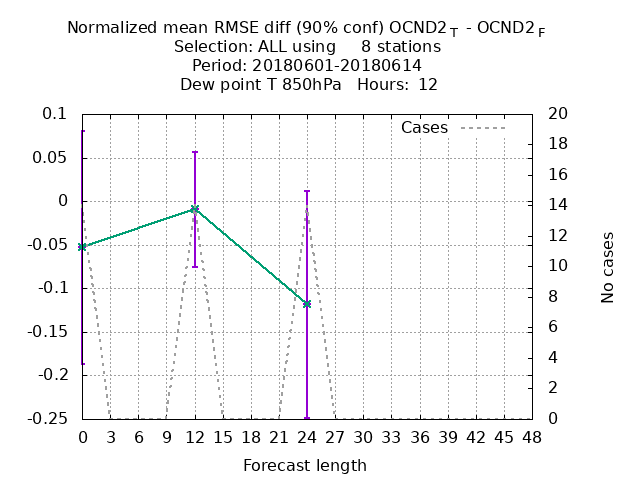 Normalized mean RMSE diff (90% conf) OCND2 T - OCND2 F
Selection: ALL using 8 stations
Period: 20180601-20180614
Dew point T 850hPa Hours: 12
Cases
0.1
0.05
0
-0.05
-0.1
-0.15
-0.2
-0.25
20
18
16
14
12
10
8
6
4
2
0
No cases
0 3 6 9 12 15 18 21 24 27 30 33 36 39 42 45 48
Forecast length